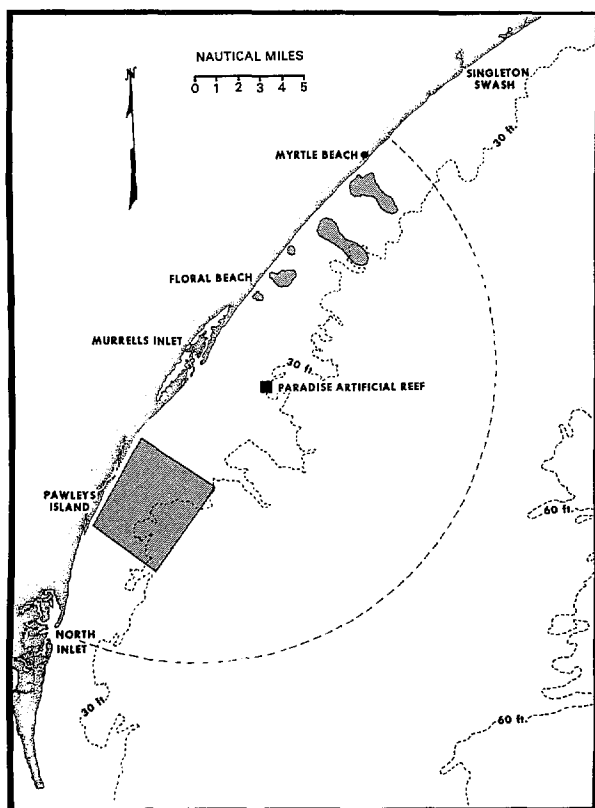 NAUTICAL MILES
N
0 1 2 3 4 5
SINGLETON
SWASH
30 ft.
MYRTLE BEACH
FLORAL BEACH
MURRELLS INLET
30 ft.
PARADISE ARTIFICIAL REEF
PAWLEYS
ISLAND
60 ft.
NORTH
INLET
30 ft.
60 ft.